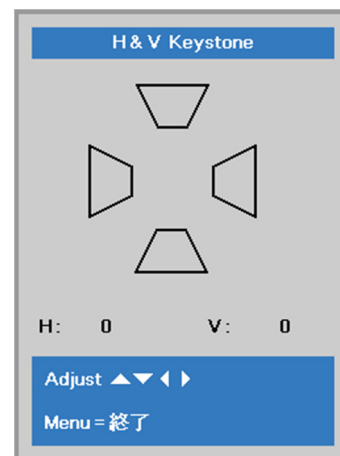 H & V Keystone
H: 0 V: 0
Adjust ▲▼◀▶
Menu = 終了